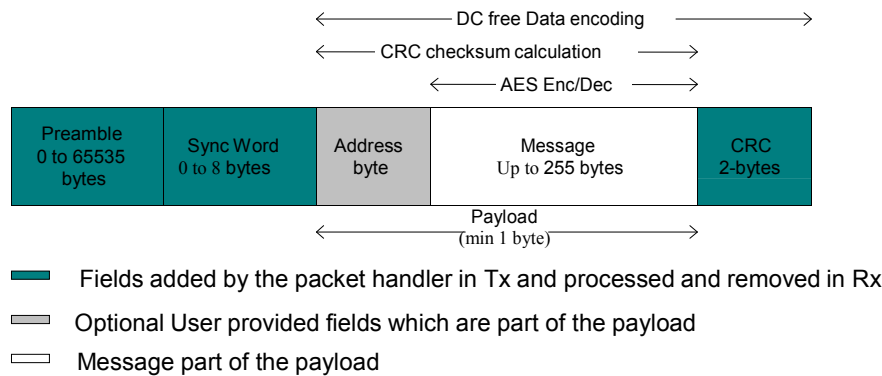 DC free Data encoding
CRC checksum calculation
AES Enc/Dec
Preamble
0 to 65535
bytes
Sync Word
0 to 8 bytes
Address
byte
Message
Up to 255 bytes
CRC
2-bytes
Payload
(min 1 byte)
Fields added by the packet handler in Tx and processed and removed in Rx
Optional User provided fields which are part of the payload
Message part of the payload